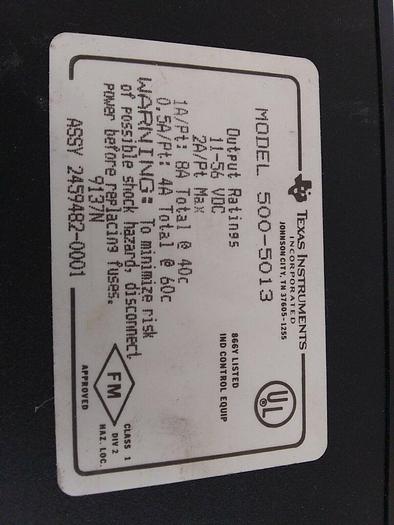 TEXAS INSTRUMENTS
INCORPORATED
JOHNSON CITY, TN 37605-1255
MODEL 500-5013
UL
®
866Y LISTED
IND CONTROL EQUIP
Output Ratings
11-56 VDC
2A/Pt Max
1A/Pt: 8A Total @ 40c
0.5A/Pt: 4A Total @ 60c
WARNING: To minimize risk
of possible shock hazard, disconnect
power before replacing fuses.
9137N
ASSY 2459482-0001
FM
APPROVED
CLASS 1
DIV 2
HAZ. LOC.